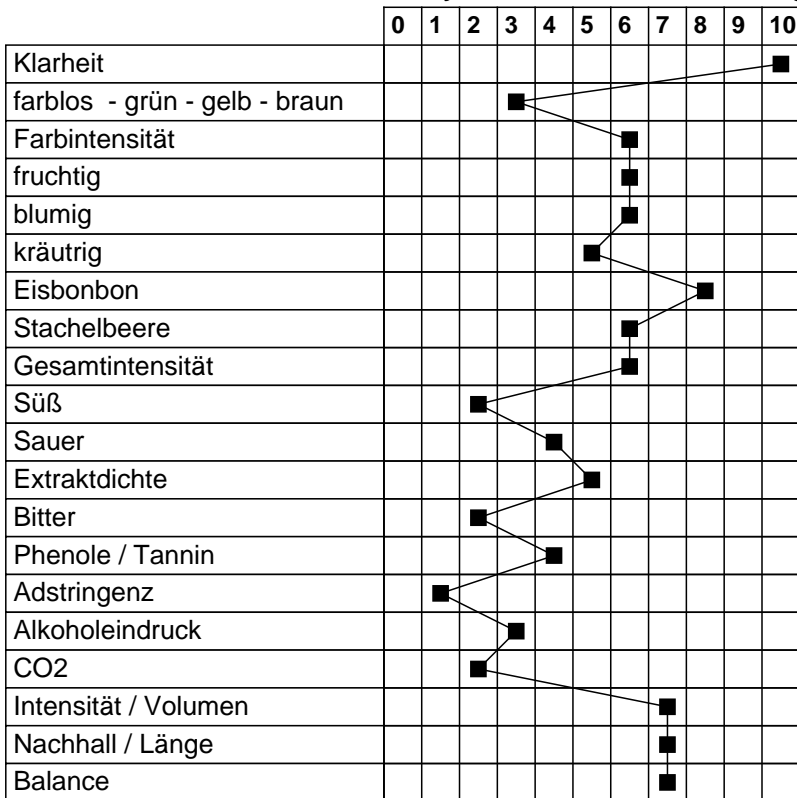 0 1 2 3 4 5 6 7 8 9 10
Klarheit
farblos - grün - gelb - braun
Farbintensität
fruchtig
blumig
kräutrig
Eisbonbon
Stachelbeere
Gesamtintensität
Süß
Sauer
Extraktdichte
Bitter
Phenole / Tannin
Adstringenz
Alkoholeindruck
CO2
Intensität / Volumen
Nachhall / Länge
Balance